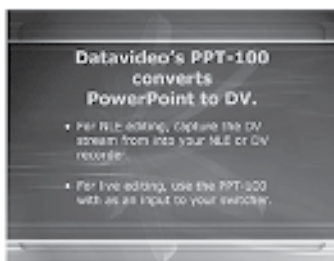 Datavideo's PPT-100
converts
PowerPoint to DV.
• For NLE editing, capture the DV
stream from into your NLE or DV
recorder.
• For live editing, use the PPT-100
with as an input to your switcher.